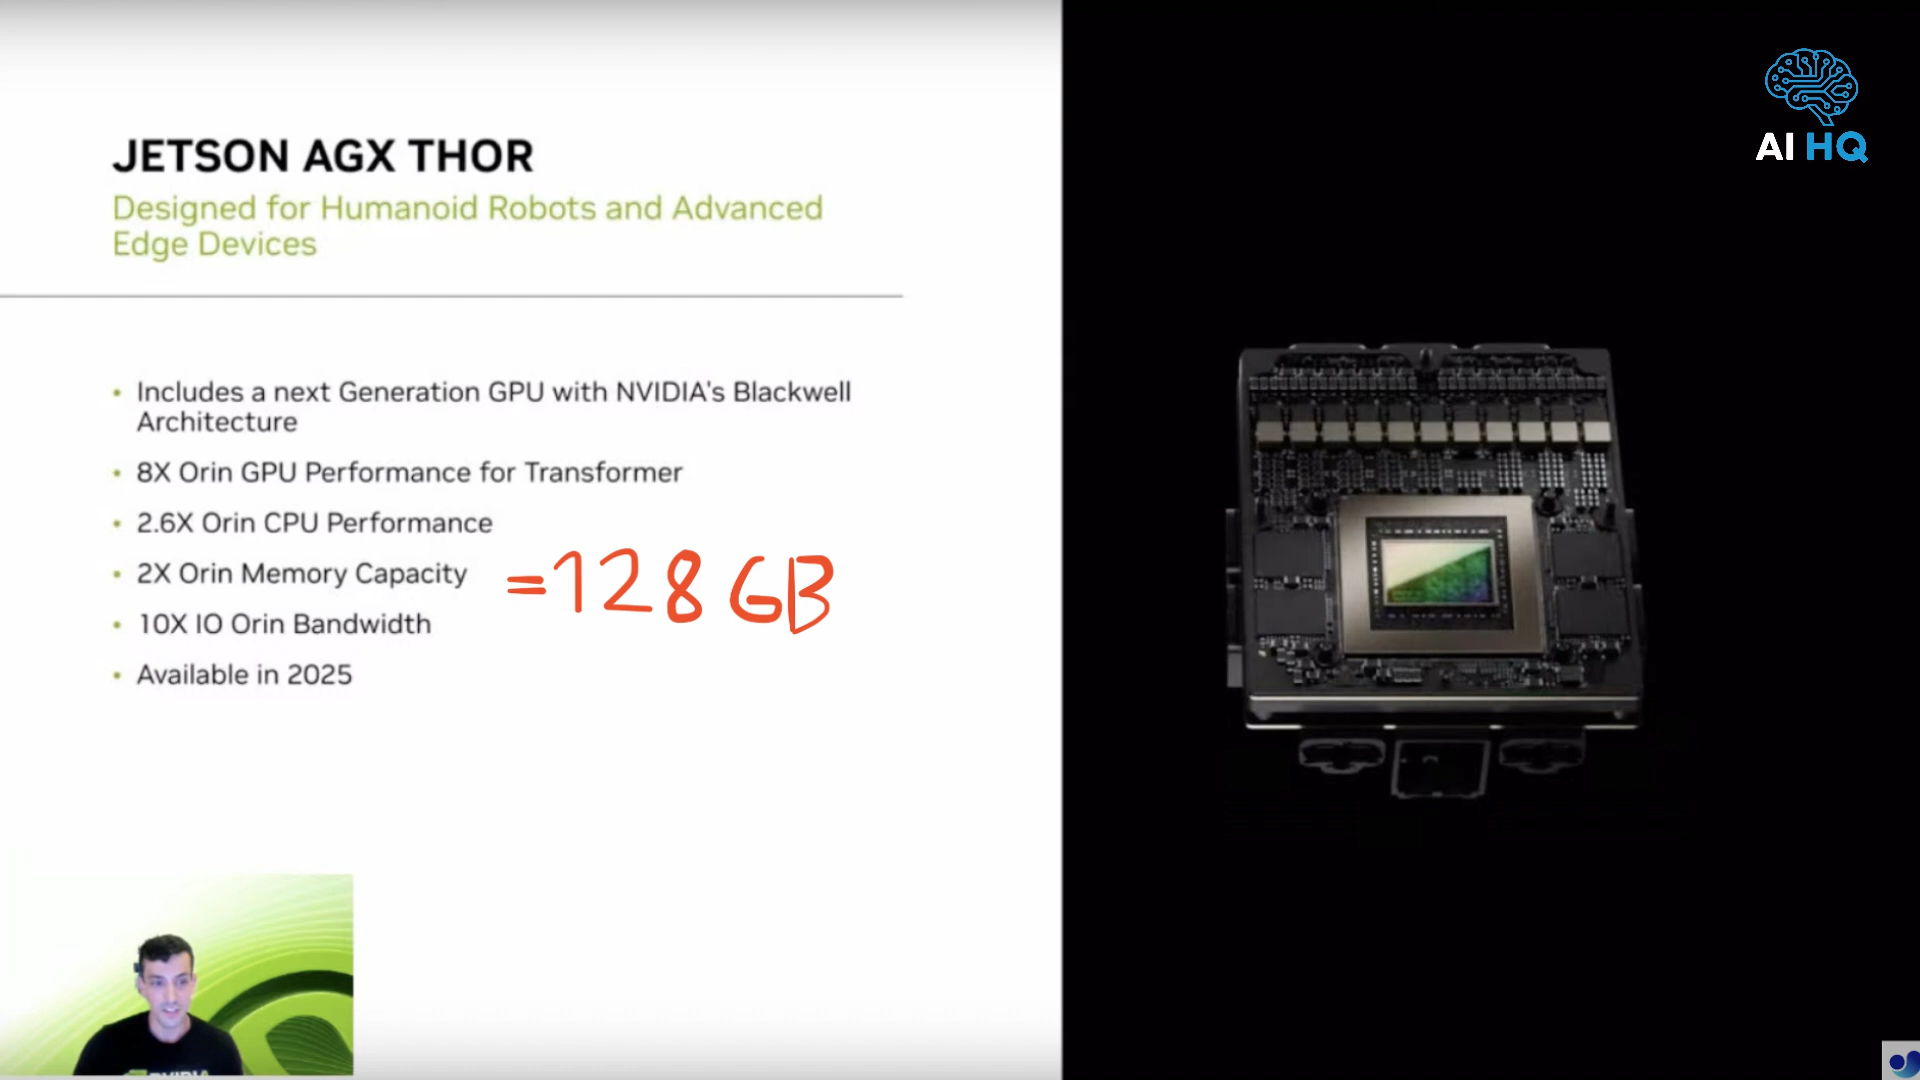 JETSON AGX THOR
Designed for Humanoid Robots and Advanced
Edge Devices
• Includes a next Generation GPU with NVIDIA's Blackwell
Architecture
• 8X Orin GPU Performance for Transformer
• 2.6X Orin CPU Performance
• 2X Orin Memory Capacity =128 GB
• 10X IO Orin Bandwidth
• Available in 2025
AI HQ
NVIDIA